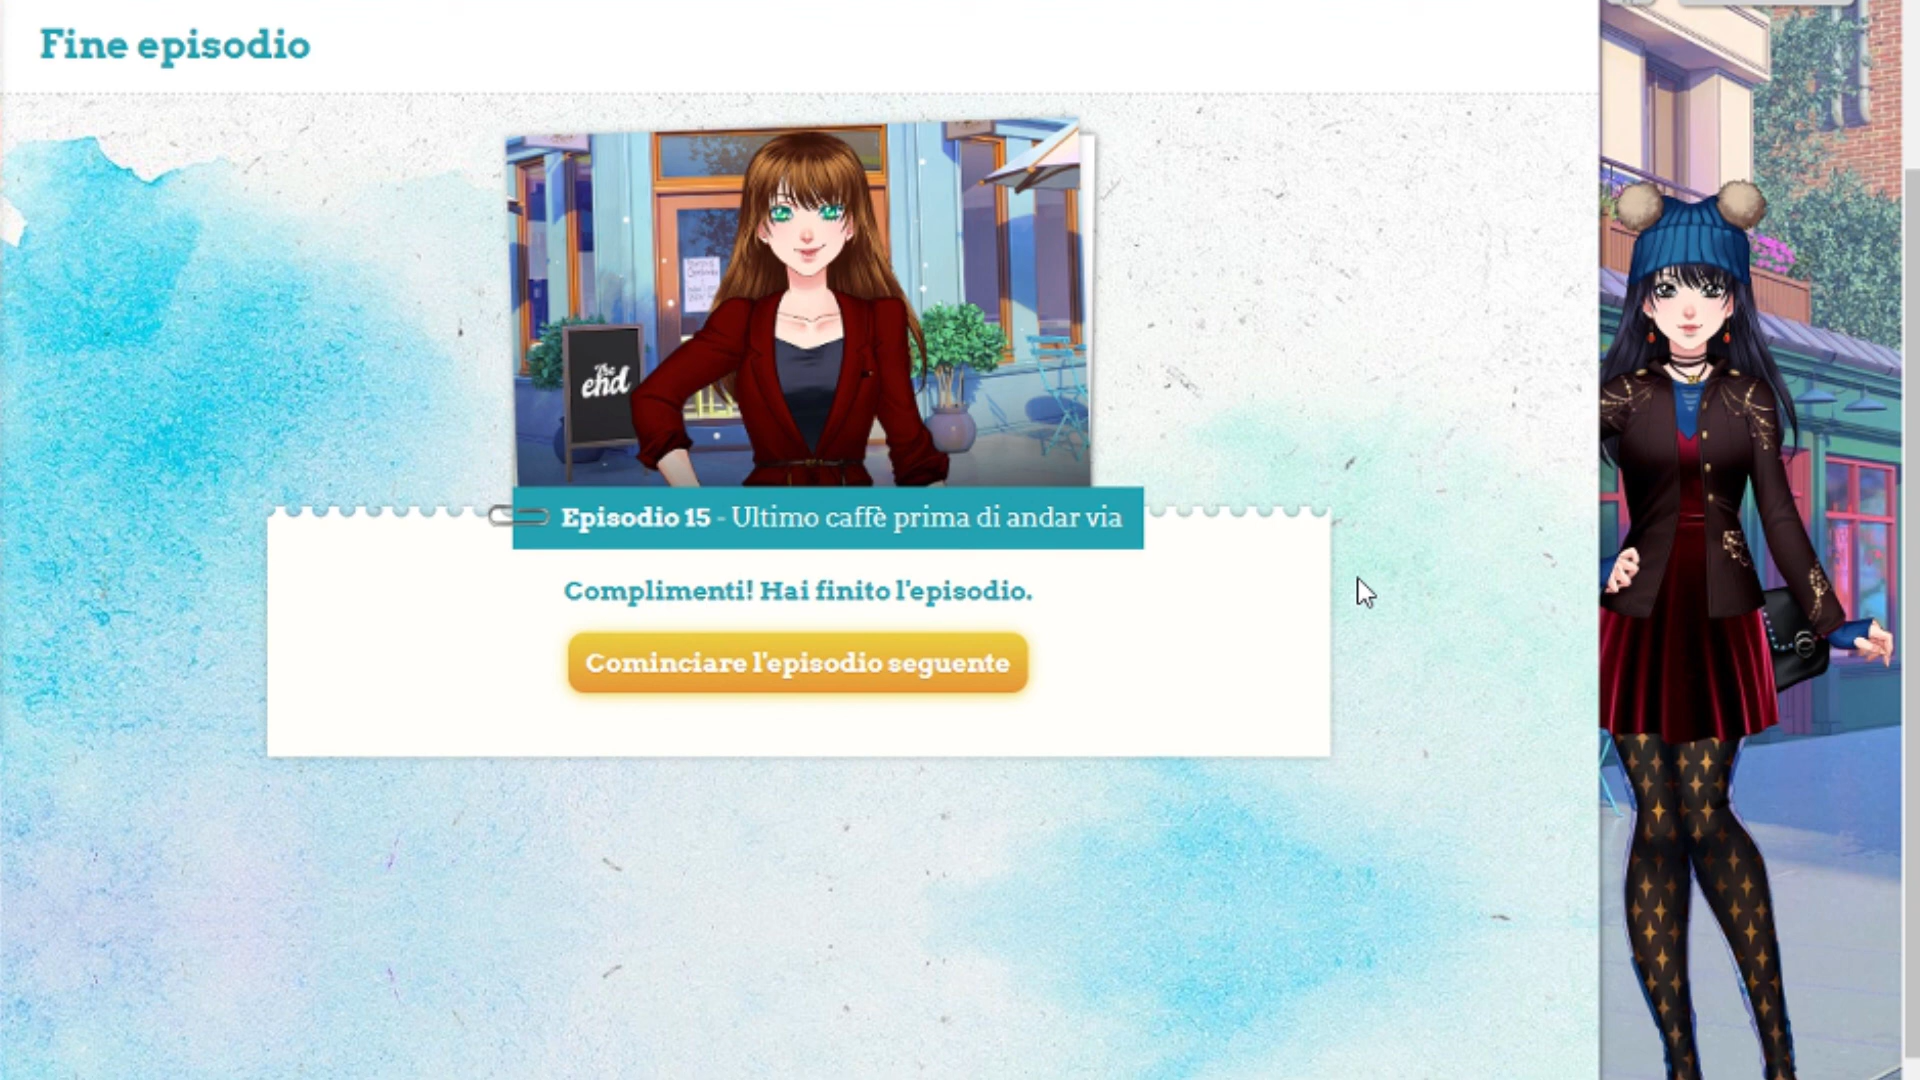 Fine episodio
The
end
Episodio 15 - Ultimo caffè prima di andar via
Complimenti! Hai finito l'episodio.
Cominciare l'episodio seguente